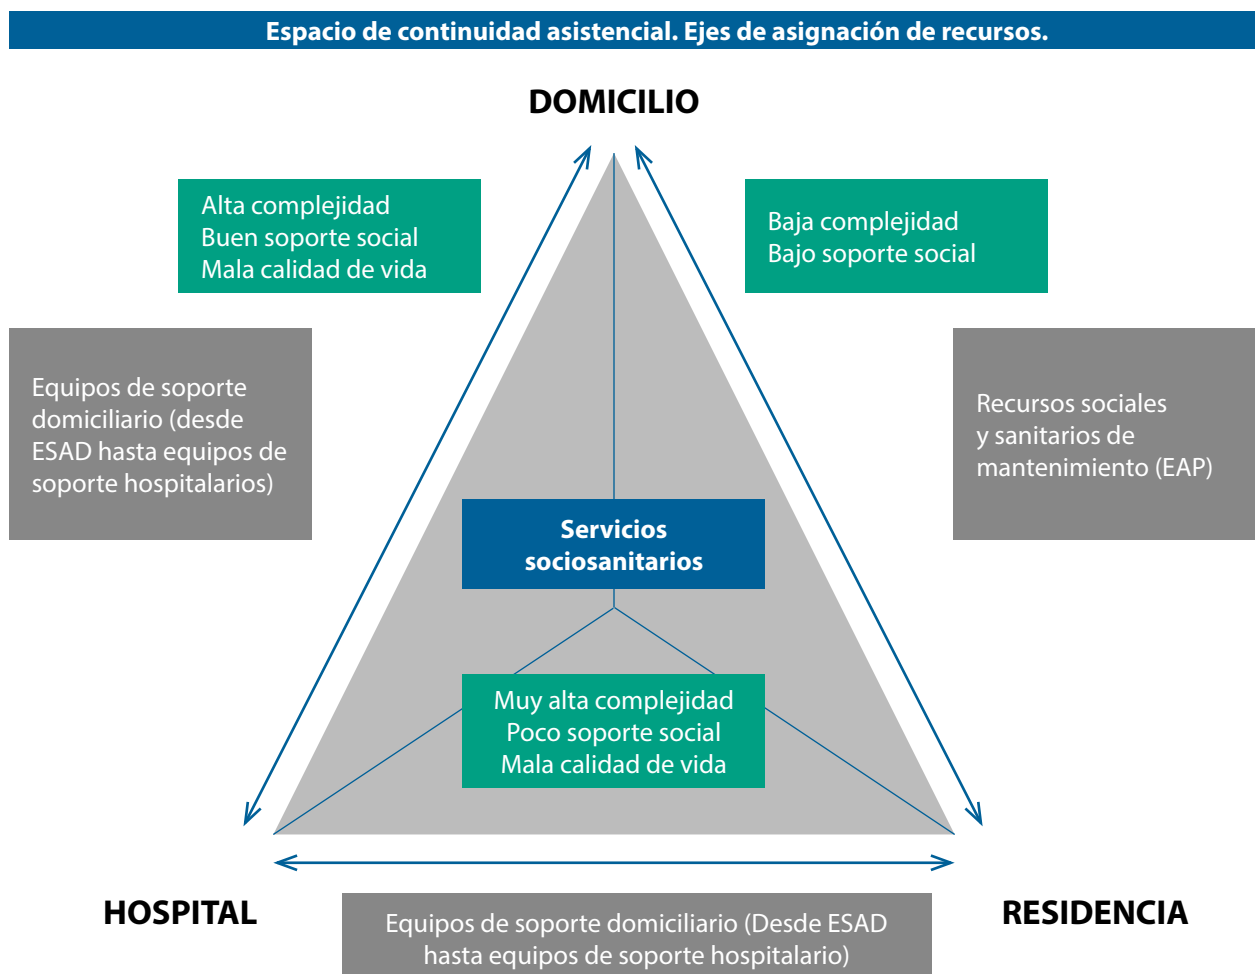 Espacio de continuidad asistencial. Ejes de asignación de recursos.
DOMICILIO
Alta complejidad
Buen soporte social
Mala calidad de vida
Baja complejidad
Bajo soporte social
Equipos de soporte
domiciliario (desde
ESAD hasta equipos de
soporte hospitalarios)
Recursos sociales
y sanitarios de
mantenimiento (EAP)
Servicios
sociosanitarios
Muy alta complejidad
Poco soporte social
Mala calidad de vida
HOSPITAL
RESIDENCIA
Equipos de soporte domiciliario (Desde ESAD
hasta equipos de soporte hospitalario)